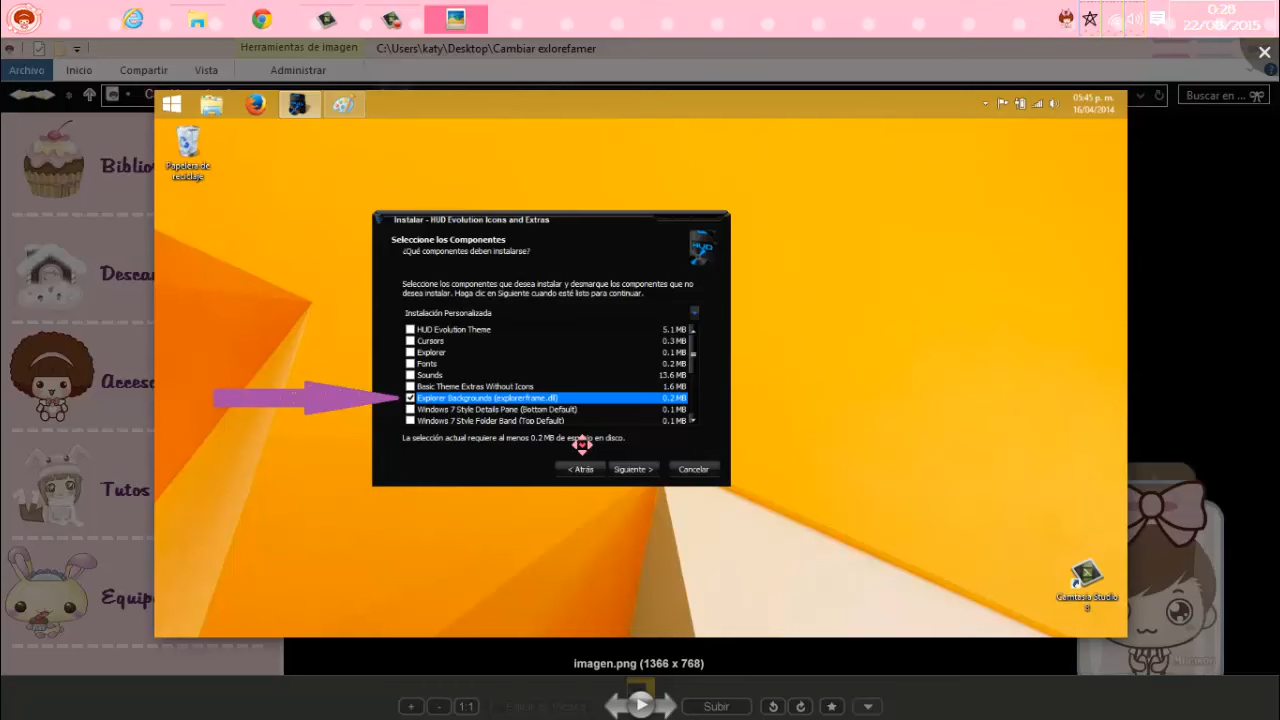 0:28
22/08/2015
Herramientas de imagen
C:\Users\katy\Desktop\Cambiar exlorefamer
Archivo
Inicio
Compartir
Vista
Administrar
Buscar en ...
05:45 p. m.
16/04/2014
Papelera de
reciclaje
Biblio
Desca
Acceso
Tutos
Equip
Instalar - HUD Evolution Icons and Extras
Seleccione los Componentes
¿Qué componentes deben instalarse?
HUD
Seleccione los componentes que desea instalar y desmarque los componentes que no
desea instalar. Haga clic en Siguiente cuando esté listo para continuar.
Instalación Personalizada
HUD Evolution Theme 5.1 MB
Cursors 0.3 MB
Explorer 0.1 MB
Fonts 0.2 MB
Sounds 13.6 MB
Basic Theme Extras Without Icons 1.6 MB
Explorer Backgrounds (explorerframe.dll) 0.2 MB
Windows 7 Style Details Pane (Bottom Default) 0.1 MB
Windows 7 Style Folder Band (Top Default) 0.1 MB
La selección actual requiere al menos 0.2 MB de espacio en disco.
< Atrás
Siguiente >
Cancelar
Camtasia Studio
8
imagen.png (1366 x 768)
+
-
1:1
Subir